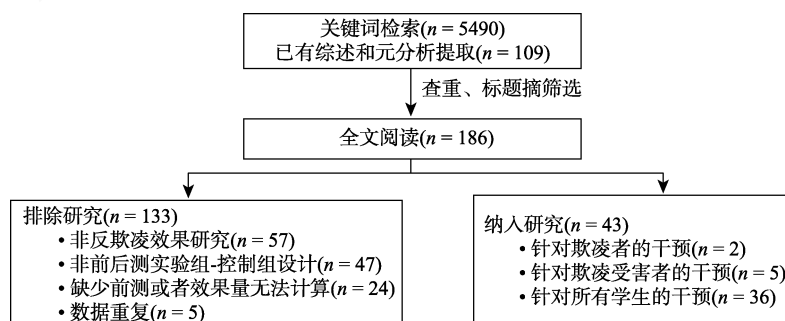 关键词检索(n = 5490)
已有综述和元分析提取(n = 109)
查重、标题摘筛选
全文阅读(n = 186)
排除研究(n = 133)
• 非反欺凌效果研究(n = 57)
• 非前后测实验组-控制组设计(n = 47)
• 缺少前测或者效果量无法计算(n = 24)
• 数据重复(n = 5)
纳入研究(n = 43)
• 针对欺凌者的干预(n = 2)
• 针对欺凌受害者的干预(n = 5)
• 针对所有学生的干预(n = 36)